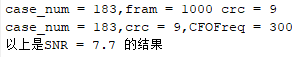 case_num = 183,fram = 1000 crc = 9
case_num = 183,crc = 9,CFOFreq = 300
以上是SNR = 7.7 的结果